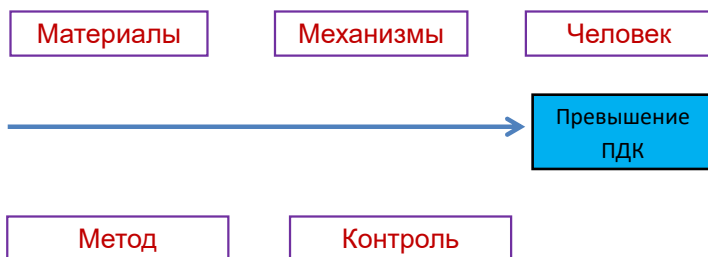 Материалы
Механизмы
Человек
Превышение
ПДК
Метод
Контроль